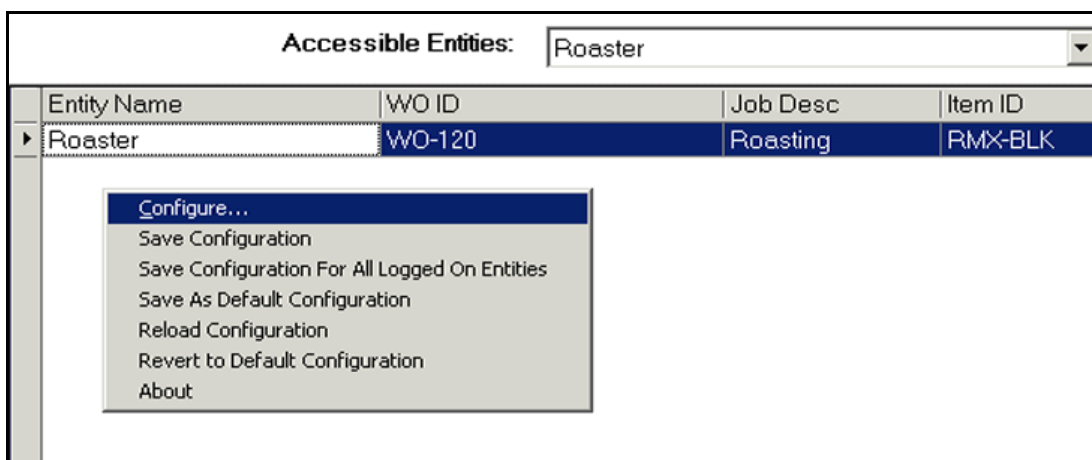 Accessible Entities: Roaster
Entity Name WO ID Job Desc Item ID
Roaster WO-120 Roasting RMX-BLK
Configure...
Save Configuration
Save Configuration For All Logged On Entities
Save As Default Configuration
Reload Configuration
Revert to Default Configuration
About